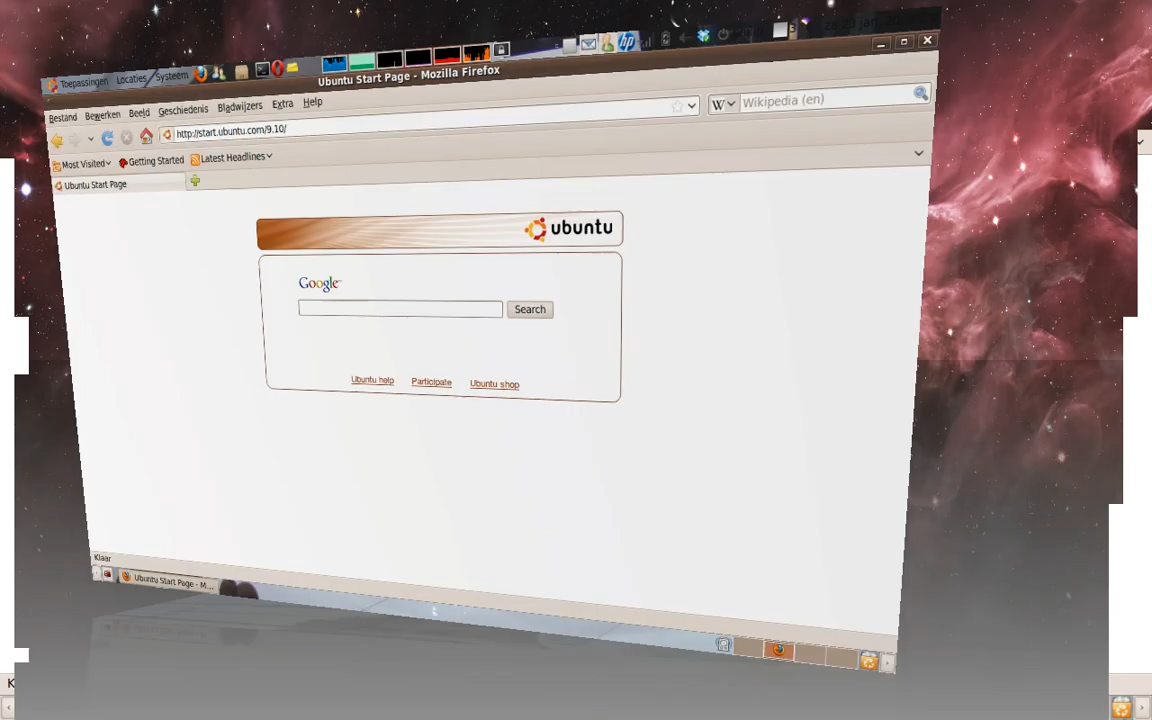 Toepassingen Locaties Systeem
Ubuntu Start Page - Mozilla Firefox
Bestand Bewerken Beeld Geschiedenis Bladwijzers Extra Help
http://start.ubuntu.com/9.10/
W Wikipedia (en)
Most Visited Getting Started Latest Headlines
Ubuntu Start Page
ubuntu
Google
Search
Ubuntu help Participate Ubuntu shop
Klaar
Ubuntu Start Page - M...
hp
K